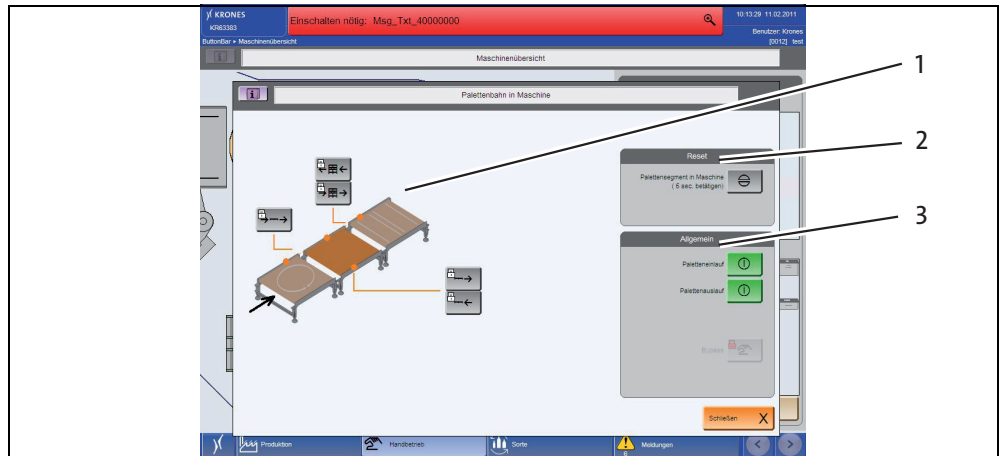 KRONES
KR63383
Einschalten nötig: Msg_Txt_40000000
10:13:29 11.02.2011
Benutzer: Krones
[0012] test
ButtonBar ▸ Maschinenübersicht
Maschinenübersicht
Palettenbahn in Maschine
1
2
3
Reset
Palettensegment in Maschine
( 5 sec. betätigen)
Allgemein
Paletteneinlauf
Palettenauslauf
Schließen X
Produktion
Handbetrieb
Sorte
6
Meldungen